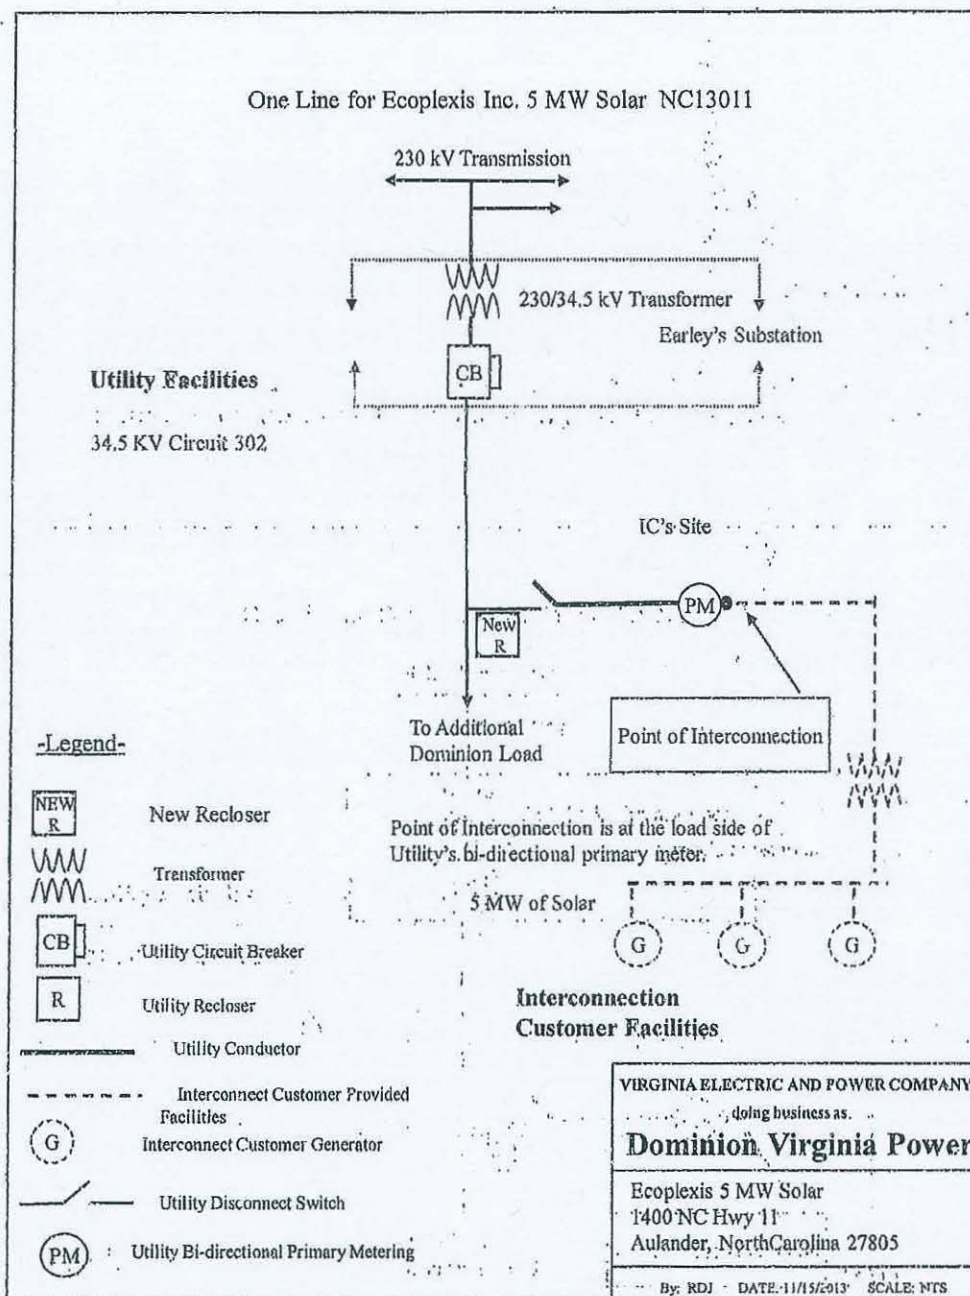 One Line for Ecoplexis Inc. 5 MW Solar NC13011
230 kV Transmission
230/34.5 kV Transformer
Earley's Substation
CB
Utility Facilities
34.5 KV Circuit 302
IC's Site
PM
New
R
To Additional
Dominion Load
Point of Interconnection
Point of Interconnection is at the load side of
Utility's bi-directional primary meter.
5 MW of Solar
G
G
G
Interconnection
Customer Facilities
-Legend-
NEW
R
New Recloser
Transformer
CB
Utility Circuit Breaker
R
Utility Recloser
Utility Conductor
Interconnect Customer Provided
Facilities
G
Interconnect Customer Generator
Utility Disconnect Switch
PM
Utility Bi-directional Primary Metering
VIRGINIA ELECTRIC AND POWER COMPANY
doing business as
Dominion Virginia Power
Ecoplexis 5 MW Solar
1400 NC Hwy 11
Aulander, NorthCarolina 27805
By: RDJ DATE: 11/15/2013 SCALE: NTS